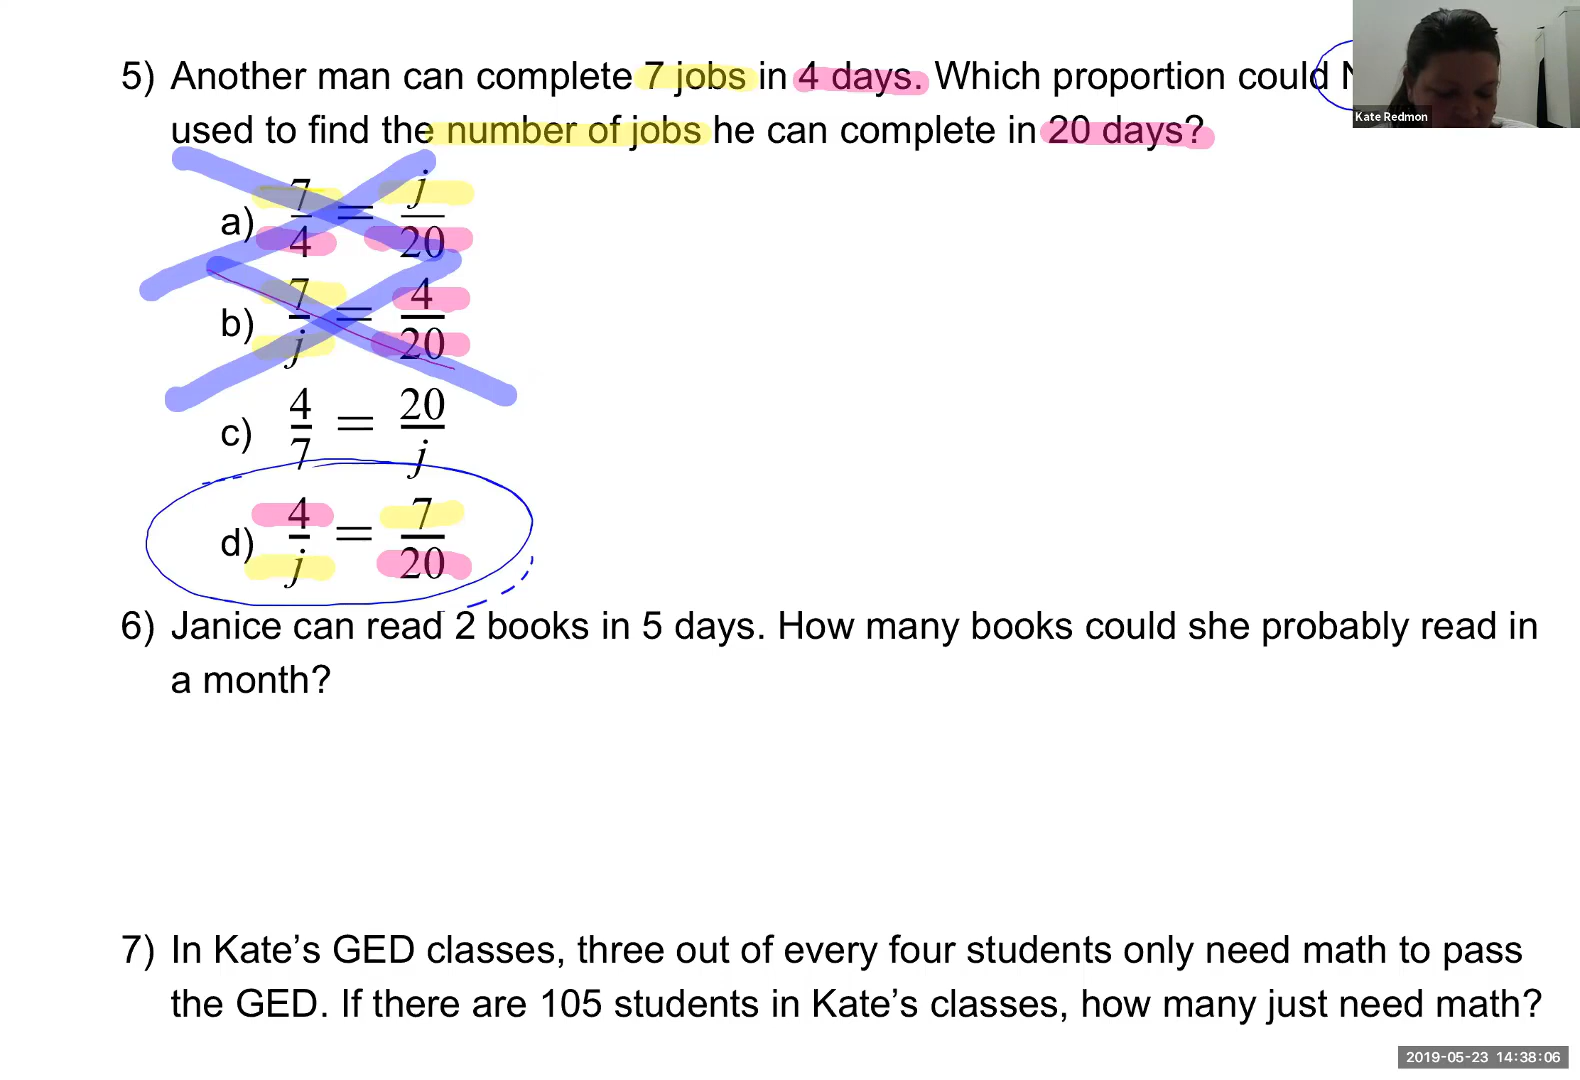 5) Another man can complete 7 jobs in 4 days. Which proportion could
Kate Redmon
used to find the number of jobs he can complete in 20 days?
a) 7/4 = j/20
b) 7/j = 4/20
c) 4/7 = 20/j
d) 4/j = 7/20
6) Janice can read 2 books in 5 days. How many books could she probably read in
a month?
7) In Kate’s GED classes, three out of every four students only need math to pass
the GED. If there are 105 students in Kate’s classes, how many just need math?
2019-05-23 14:38:06